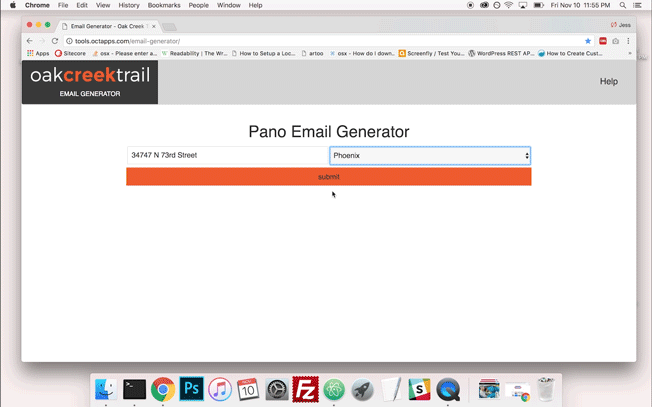 Chrome File Edit View History Bookmarks People Window Help Fri Nov 10 11:55 PM
Email Generator - Oak Creek T Jess
tools.octapps.com/email-generator/
Apps Sitecore osx - Please enter a... Readability | The Wr... How to Setup a Loc... artoo osx - How do I down... Screenfly / Test You... WordPress REST AP... How to Create Cust... »
oakcreektrail
EMAIL GENERATOR
Help
Pano Email Generator
34747 N 73rd Street Phoenix
submit
NOV
10